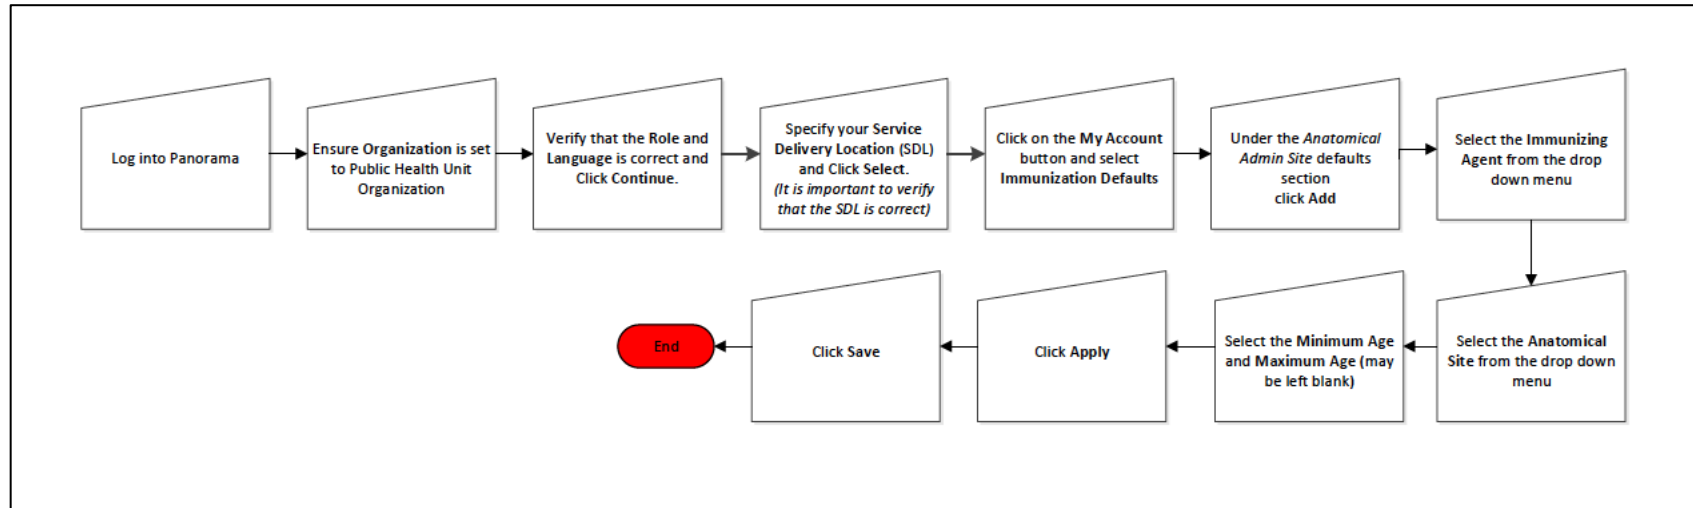 Log into Panorama
Ensure Organization is set
to Public Health Unit
Organization
Verify that the Role and
Language is correct and
Click Continue.
Specify your Service
Delivery Location (SDL)
and Click Select.
(It is important to verify
that the SDL is correct)
Click on the My Account
button and select
Immunization Defaults
Under the Anatomical
Admin Site defaults
section
click Add
Select the Immunizing
Agent from the drop
down menu
Select the Anatomical
Site from the drop down
menu
Select the Minimum Age
and Maximum Age (may
be left blank)
Click Apply
Click Save
End